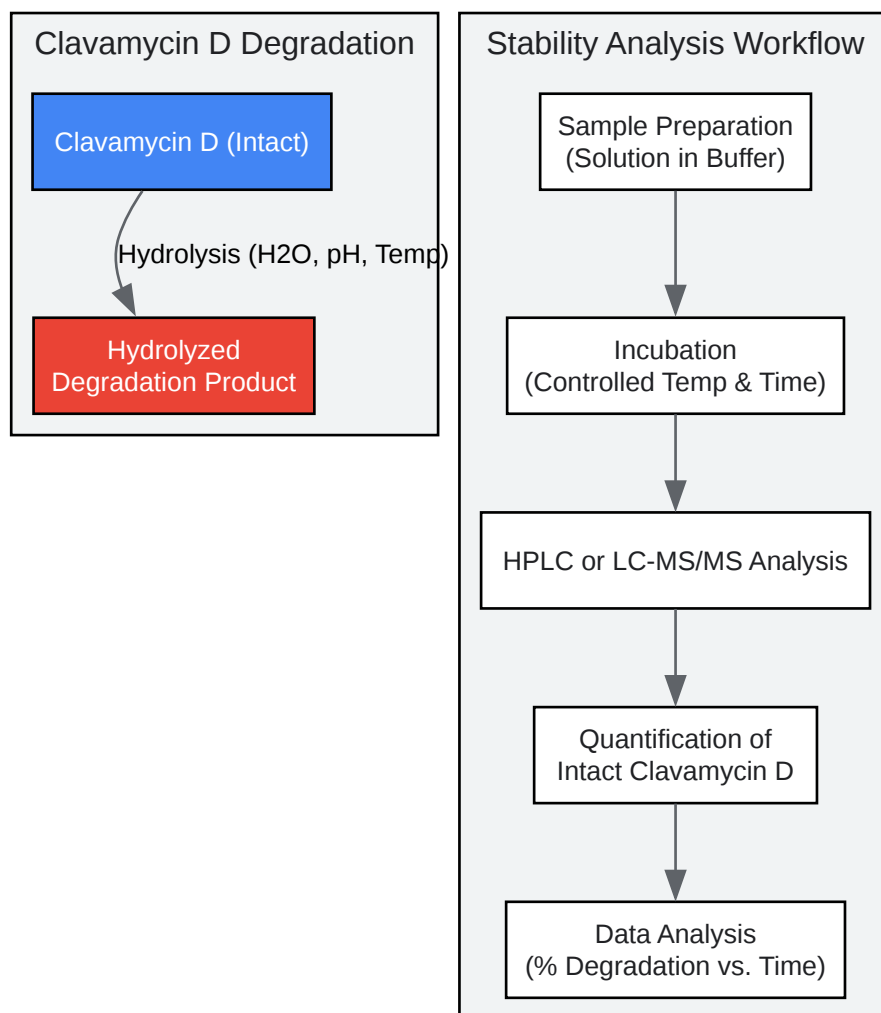 Clavamycin D Degradation
Clavamycin D (Intact)
Hydrolysis (H2O, pH, Temp)
Hydrolyzed
Degradation Product
Stability Analysis Workflow
Sample Preparation
(Solution in Buffer)
Incubation
(Controlled Temp & Time)
HPLC or LC-MS/MS Analysis
Quantification of
Intact Clavamycin D
Data Analysis
(% Degradation vs. Time)